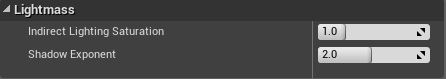 Lightmass
Indirect Lighting Saturation 1.0
Shadow Exponent 2.0